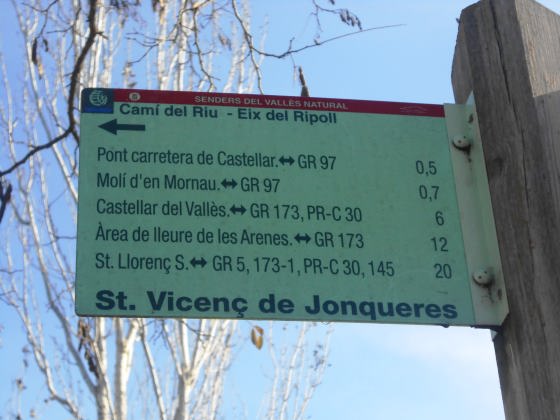 SENDERS DEL VALLÈS NATURAL
Camí del Riu - Eix del Ripoll
Pont carretera de Castellar.↔ GR 97 0,5
Molí d'en Mornau.↔ GR 97 0,7
Castellar del Vallès.↔ GR 173, PR-C 30 6
Àrea de lleure de les Arenes.↔ GR 173 12
St. Llorenç S.↔ GR 5, 173-1, PR-C 30, 145 20
St. Vicenç de Jonqueres